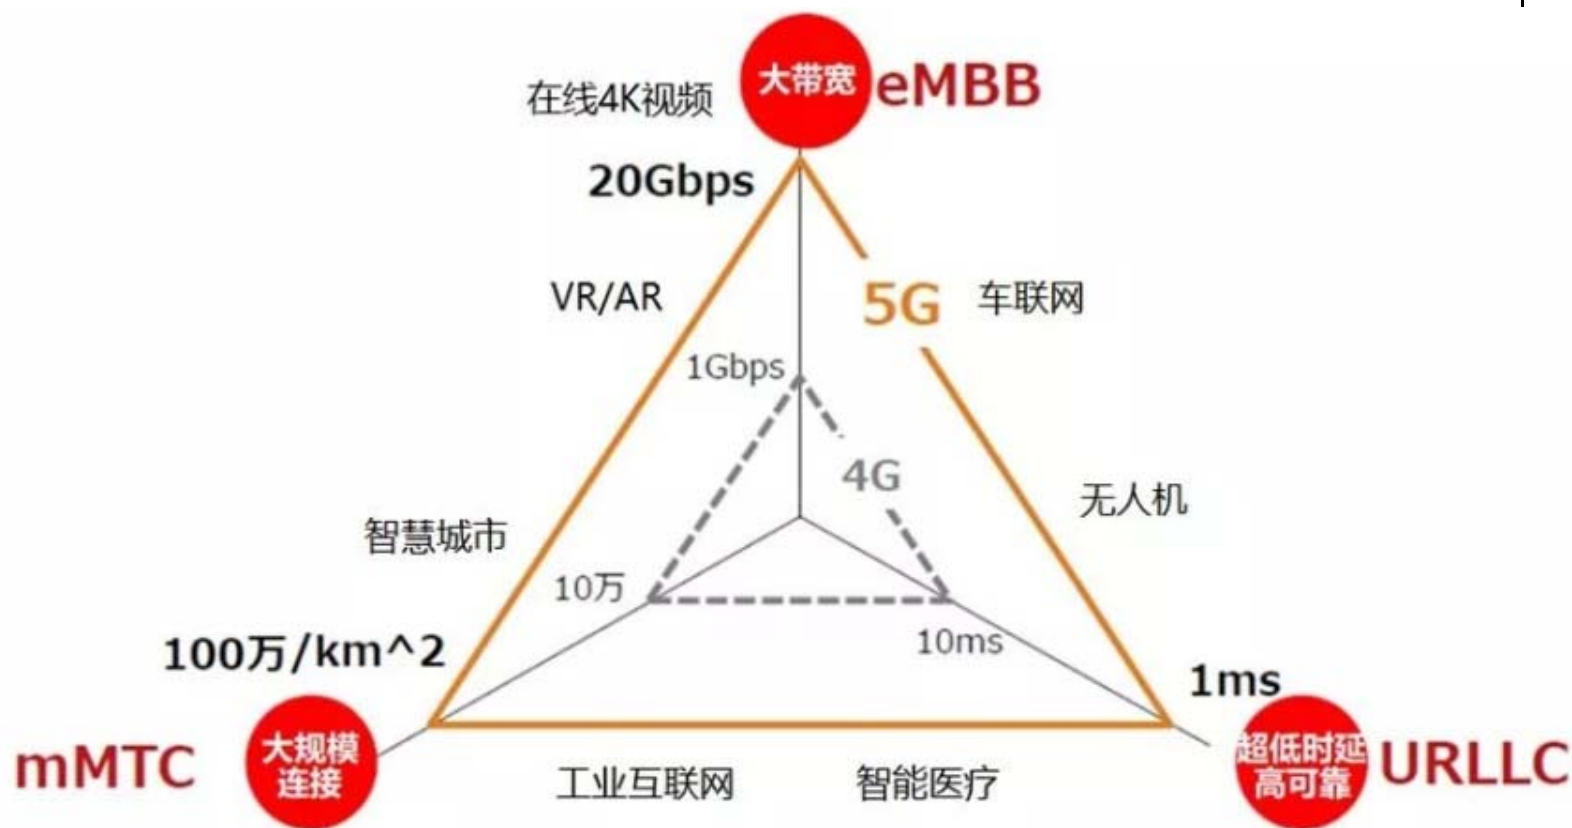 大带宽
eMBB
在线4K视频
20Gbps
VR/AR
5G
车联网
1Gbps
4G
无人机
智慧城市
10万
10ms
100万/km^2
1ms
mMTC
大规模
连接
工业互联网
智能医疗
超低时延
高可靠
URLLC